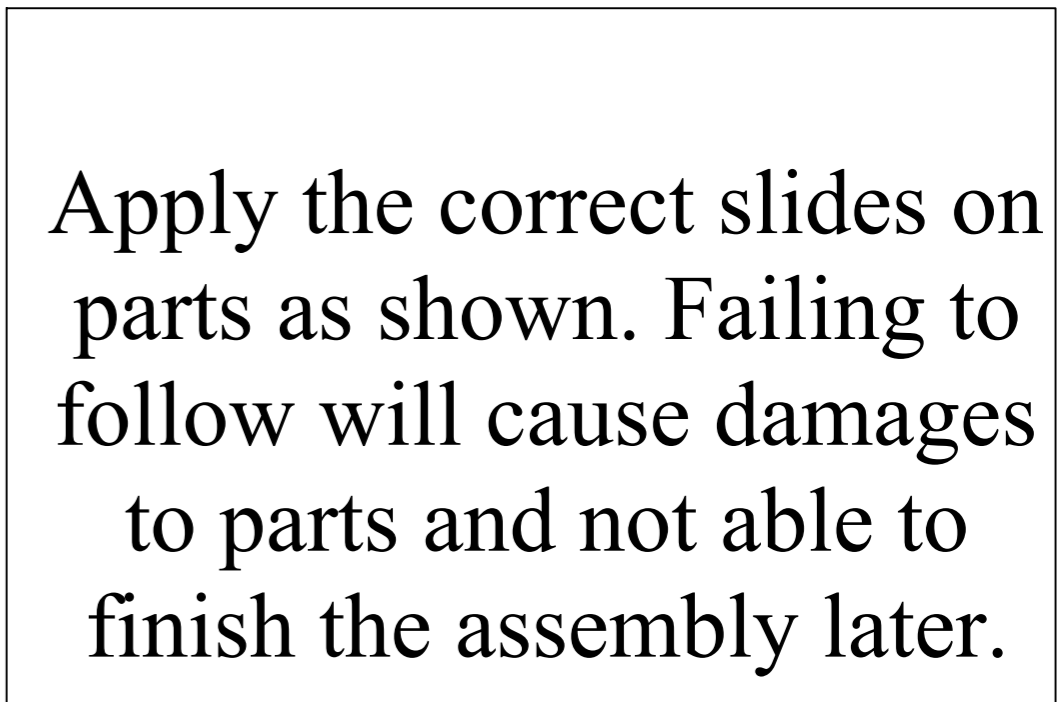 Apply the correct slides on
parts as shown. Failing to
follow will cause damages
to parts and not able to
finish the assembly later.